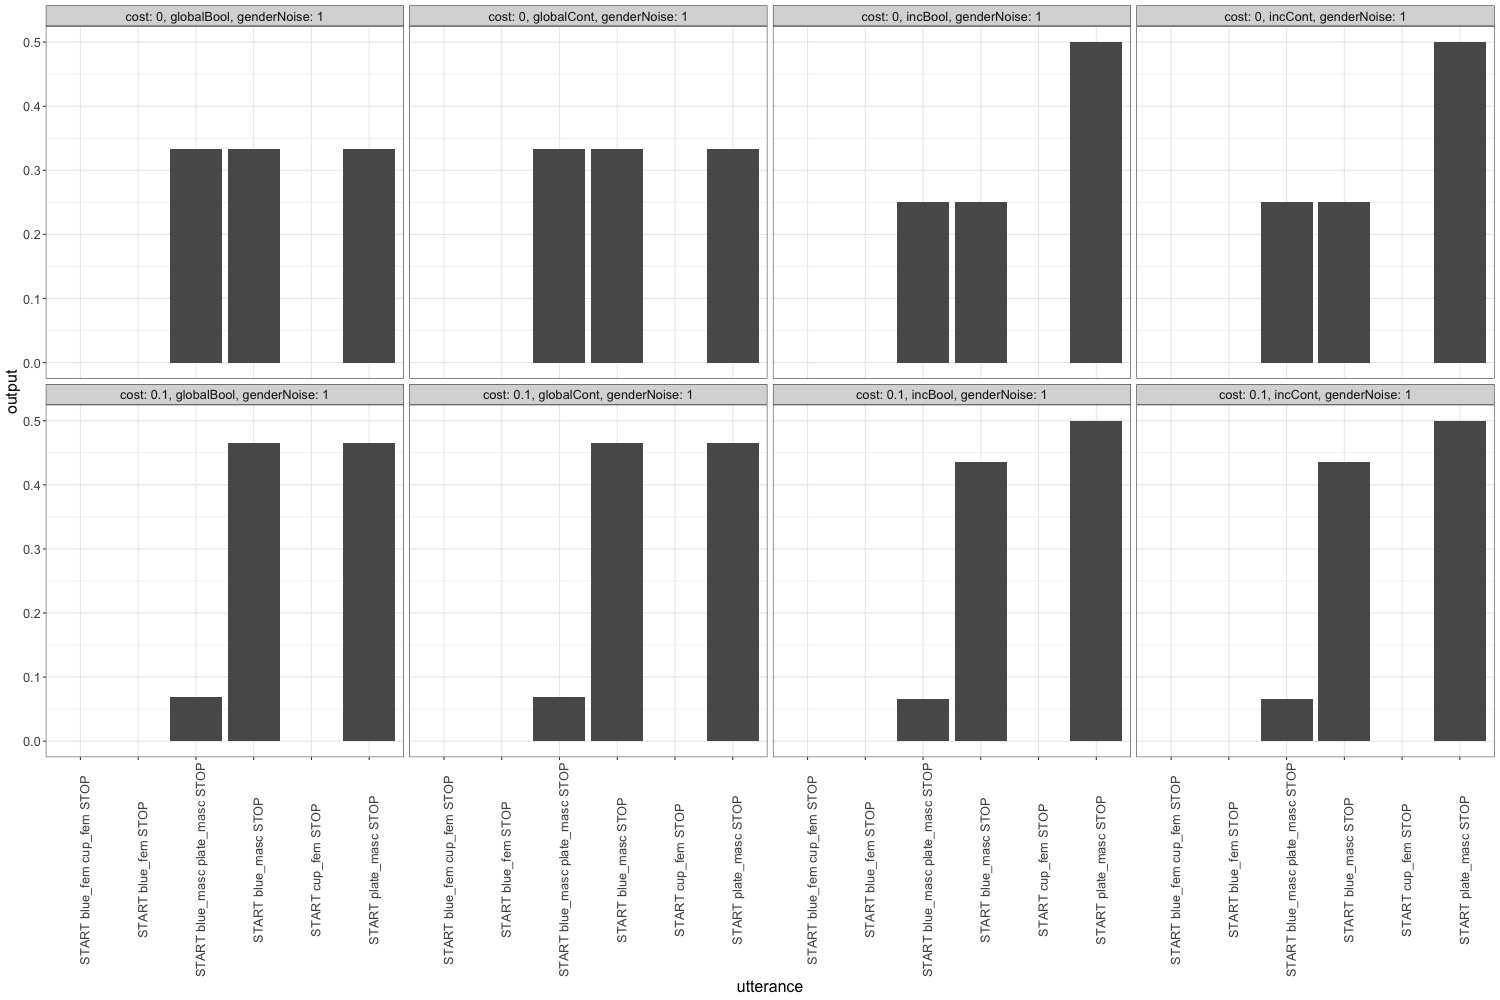 cost: 0, globalBool, genderNoise: 1
cost: 0, globalCont, genderNoise: 1
cost: 0, incBool, genderNoise: 1
cost: 0, incCont, genderNoise: 1
0.5
0.4
0.3
0.2
0.1
0.0
output
cost: 0.1, globalBool, genderNoise: 1
cost: 0.1, globalCont, genderNoise: 1
cost: 0.1, incBool, genderNoise: 1
cost: 0.1, incCont, genderNoise: 1
0.5
0.4
0.3
0.2
0.1
0.0
START blue_fem cup_fem STOP
START blue_fem STOP
START blue_masc plate_masc STOP
START blue_masc STOP
START cup_fem STOP
START plate_masc STOP
START blue_fem cup_fem STOP
START blue_fem STOP
START blue_masc plate_masc STOP
START blue_masc STOP
START cup_fem STOP
START plate_masc STOP
START blue_fem cup_fem STOP
START blue_fem STOP
START blue_masc plate_masc STOP
START blue_masc STOP
START cup_fem STOP
START plate_masc STOP
START blue_fem cup_fem STOP
START blue_fem STOP
START blue_masc plate_masc STOP
START blue_masc STOP
START cup_fem STOP
START plate_masc STOP
utterance